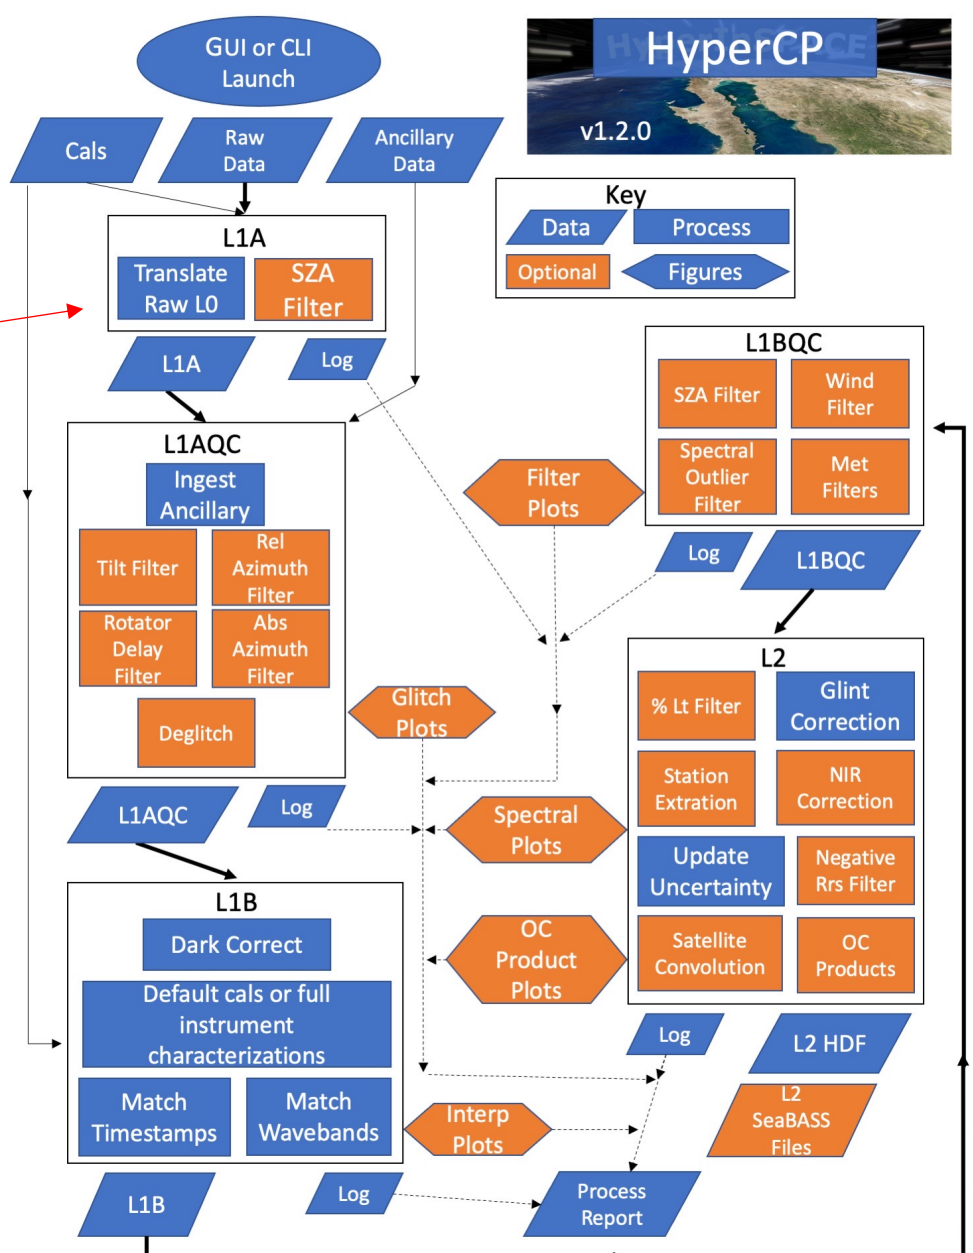 GUI or CLI
Launch
HyperCP
v1.2.0
Cals
Raw
Data
Ancillary
Data
Key
Data
Process
Optional
Figures
L1A
Translate
Raw L0
SZA
Filter
L1A
Log
L1BQC
SZA Filter
Wind
Filter
Spectral
Outlier
Filter
Met
Filters
Filter
Plots
Log
L1BQC
L1AQC
Ingest
Ancillary
Tilt Filter
Rel
Azimuth
Filter
Rotator
Delay
Filter
Abs
Azimuth
Filter
Deglitch
Glitch
Plots
L1AQC
Log
L2
% Lt Filter
Glint
Correction
Station
Extration
NIR
Correction
Update
Uncertainty
Negative
Rrs Filter
Satellite
Convolution
OC
Products
Spectral
Plots
OC
Product
Plots
Log
L2 HDF
L2
SeaBASS
Files
L1B
Dark Correct
Default cals or full
instrument
characterizations
Match
Timestamps
Match
Wavebands
Interp
Plots
L1B
Log
Process
Report